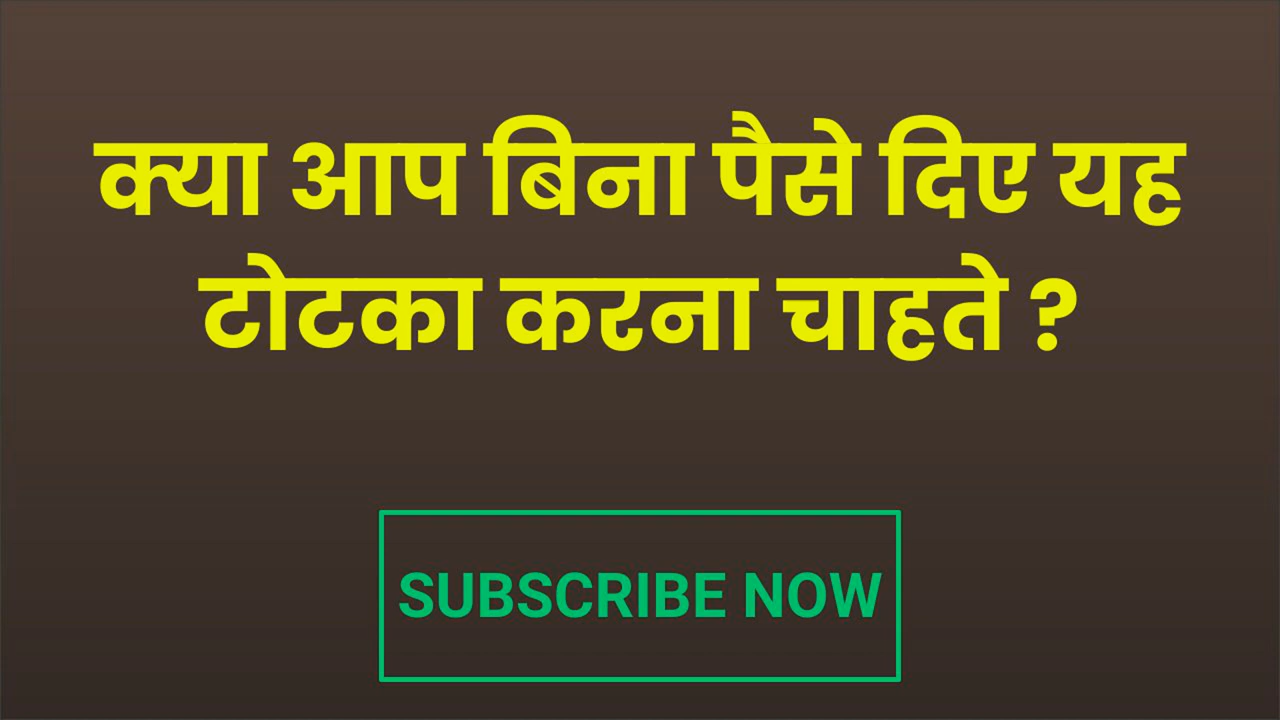 क्या आप बिना पैसे दिए यह
टोटका करना चाहते ?
SUBSCRIBE NOW